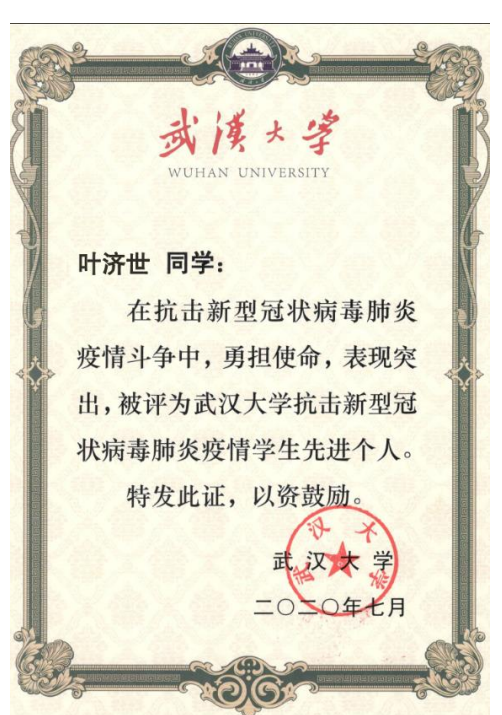 武漢大学
WUHAN UNIVERSITY
叶济世 同学:
在抗击新型冠状病毒肺炎
疫情斗争中,勇担使命,表现突
出,被评为武汉大学抗击新型冠
状病毒肺炎疫情学生先进个人。
特发此证,以资鼓励。
武汉大学
武汉大学
二〇二〇年七月